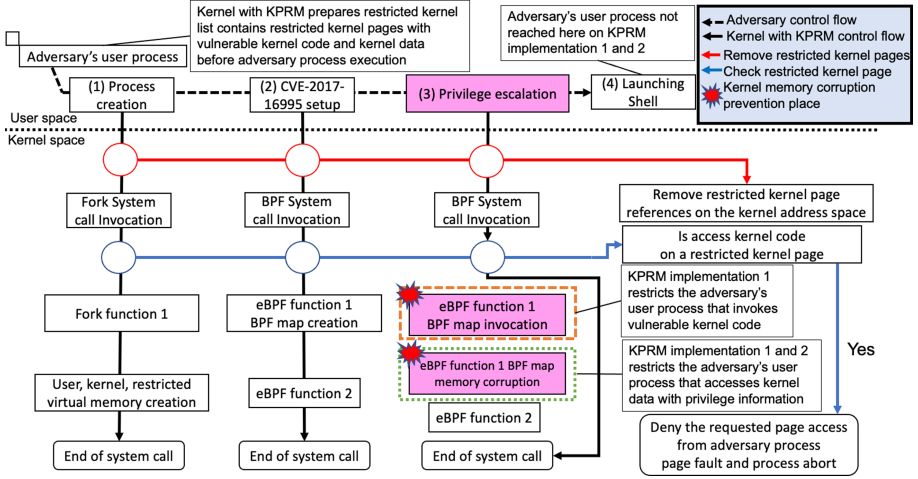 Kernel with KPRM prepares restricted kernel
list contains restricted kernel pages with
vulnerable kernel code and kernel data
before adversary process execution
Adversary's user process not
reached here on KPRM
implementation 1 and 2
Adversary control flow
Kernel with KPRM control flow
Remove restricted kernel pages
Check restricted kernel page
Kernel memory corruption
prevention place
Adversary's user process
(1) Process
creation
(2) CVE-2017-
16995 setup
(3) Privilege escalation
(4) Launching
Shell
User space
Kernel space
Fork System
call Invocation
BPF System
call Invocation
BPF System
call Invocation
Remove restricted kernel page
references on the kernel address space
Is access kernel code
on a restricted kernel page
Fork function 1
eBPF function 1
BPF map creation
eBPF function 1
BPF map invocation
KPRM implementation 1
restricts the adversary's
user process that invokes
vulnerable kernel code
Yes
User, kernel, restricted
virtual memory creation
eBPF function 2
eBPF function 1 BPF map
memory corruption
KPRM implementation 1 and 2
restricts the adversary's user
process that accesses kernel
data with privilege information
eBPF function 2
End of system call
End of system call
End of system call
Deny the requested page access
from adversary process
page fault and process abort